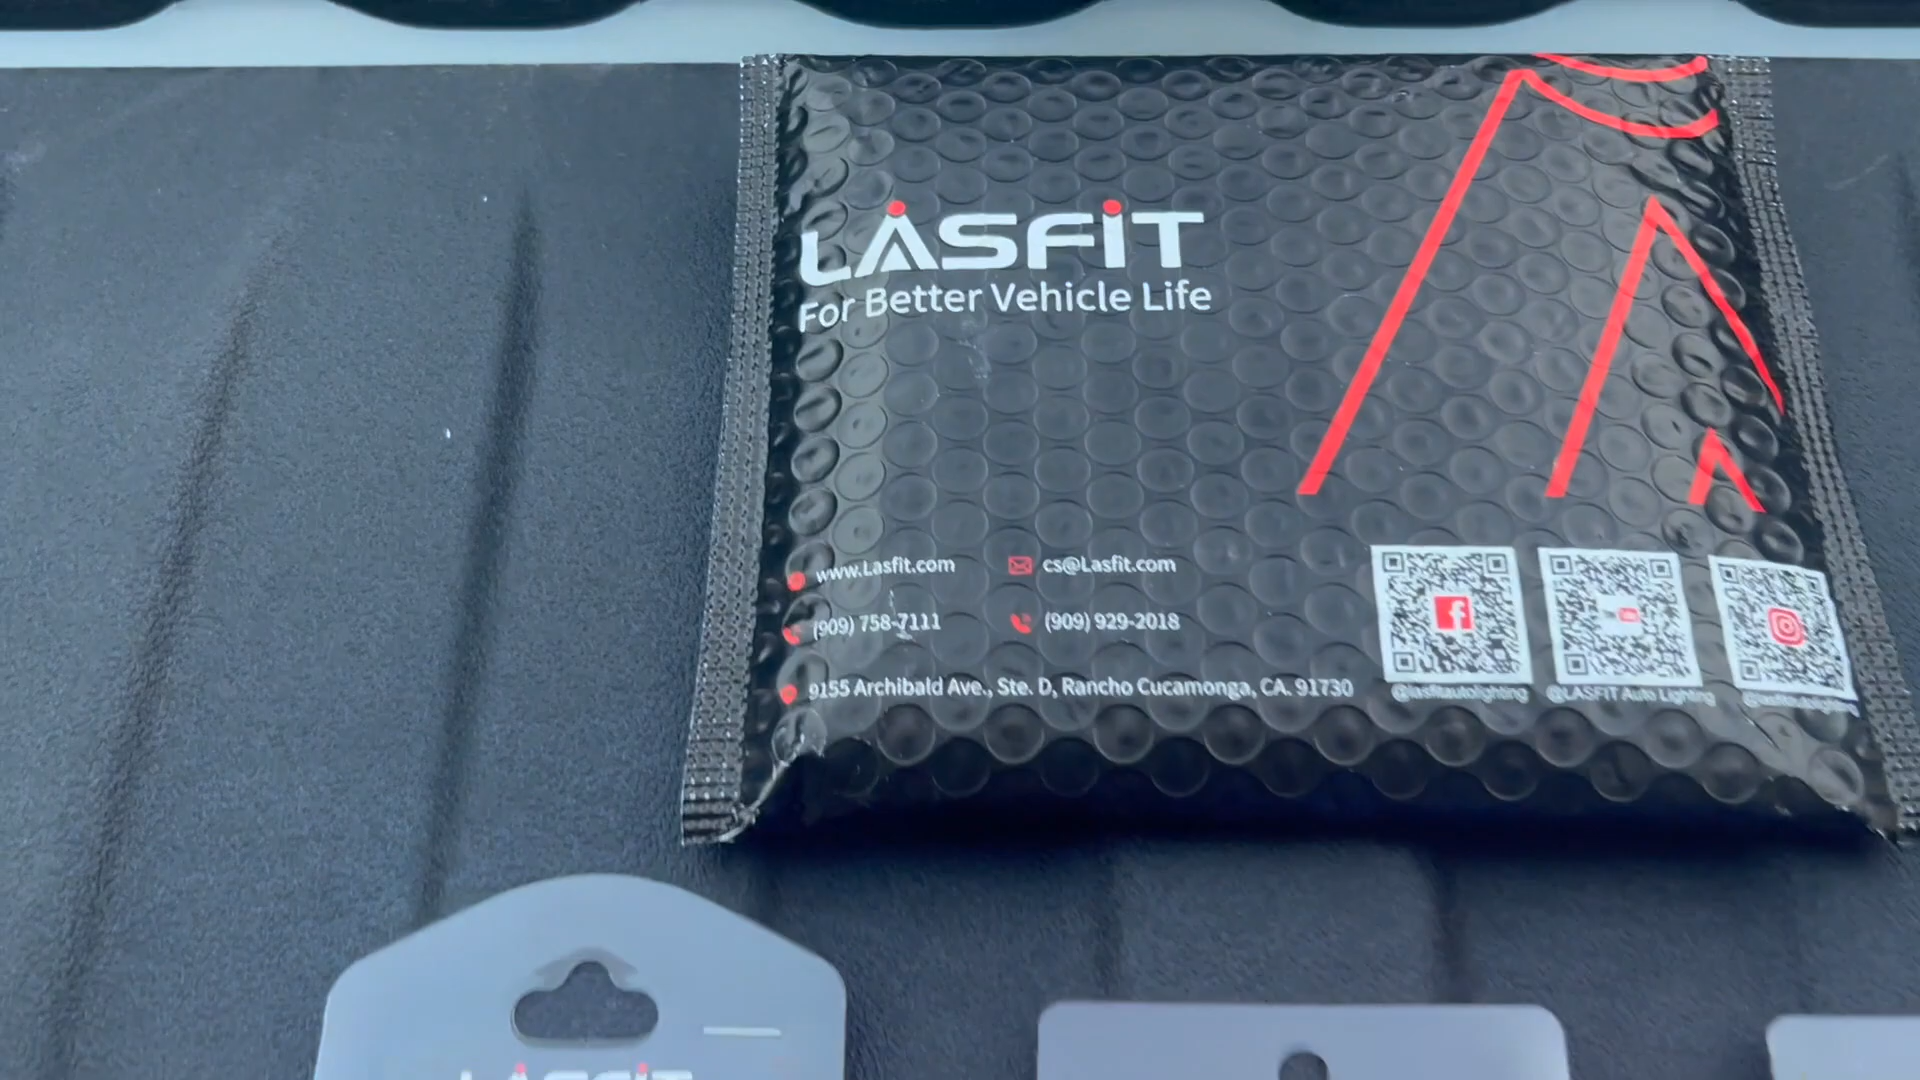 LASFIT
For Better Vehicle Life
www.Lasfit.com
cs@Lasfit.com
(909) 758-7111
(909) 929-2018
9155 Archibald Ave., Ste. D, Rancho Cucamonga, CA. 91730
@lasfitautolighting
@LASFIT Auto Lighting
LASFIT